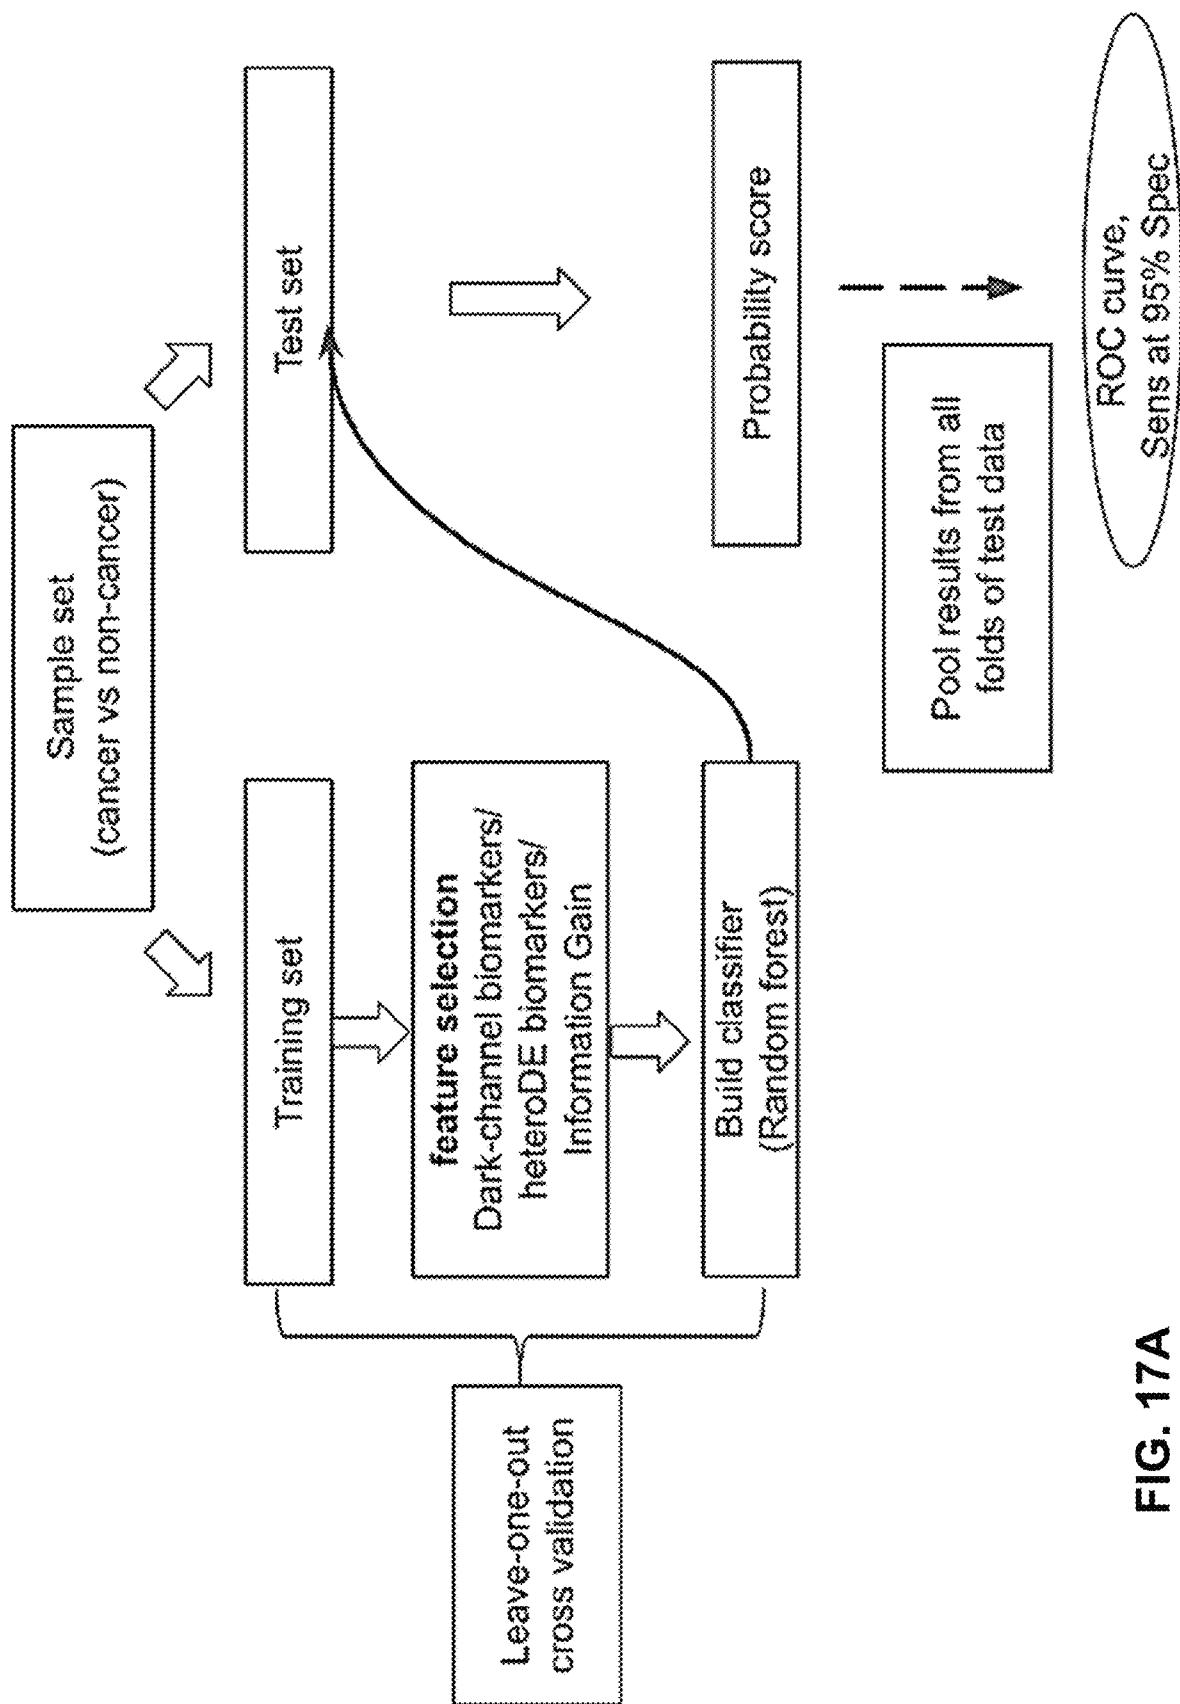 Sample set
(cancer vs non-cancer)
Training set
Test set
Leave-one-out
cross validation
feature selection
Dark-channel biomarkers/
heteroDE biomarkers/
Information Gain
Build classifier
(Random forest)
Probability score
Pool results from all
folds of test data
ROC curve,
Sens at 95% Spec
FIG. 17A